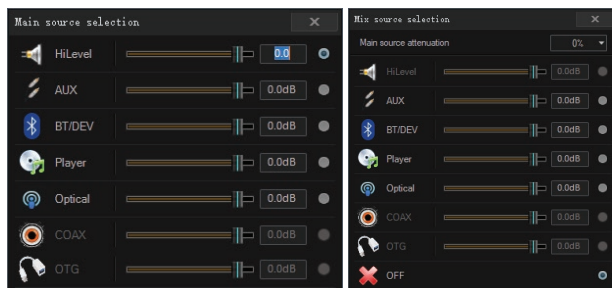 Main source selection
HiLevel 0.0
AUX 0.0dB
BT/DEV 0.0dB
Player 0.0dB
Optical 0.0dB
COAX 0.0dB
OTG 0.0dB
Mix source selection
Main source attenuation 0%
HiLevel 0.0dB
AUX 0.0dB
BT/DEV 0.0dB
Player 0.0dB
Optical 0.0dB
COAX 0.0dB
OTG 0.0dB
OFF